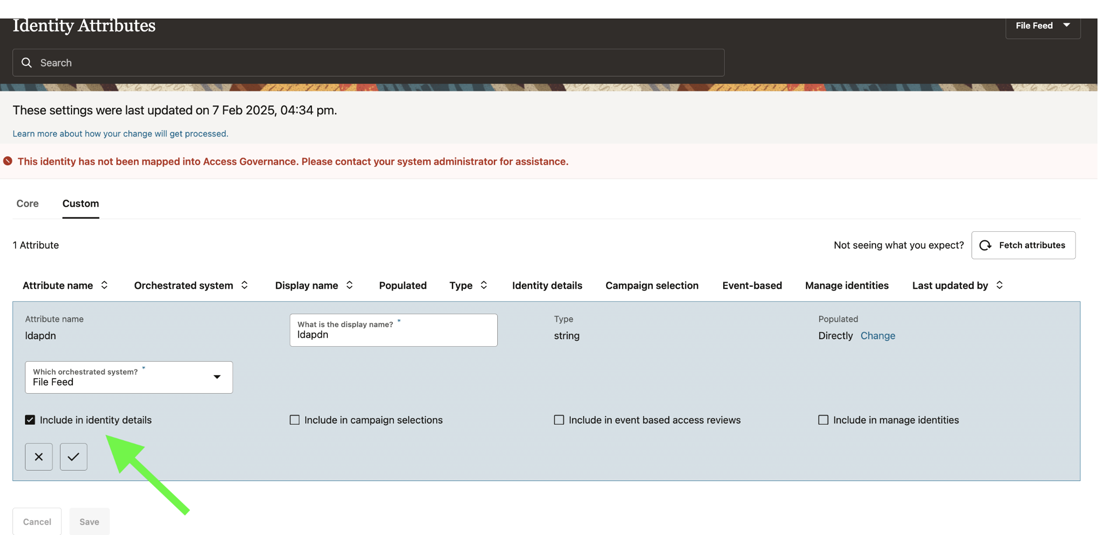 Identity Attributes
File Feed
Search
These settings were last updated on 7 Feb 2025, 04:34 pm.
Learn more about how your change will get processed.
This identity has not been mapped into Access Governance. Please contact your system administrator for assistance.
Core Custom
1 Attribute
Not seeing what you expect? Fetch attributes
Attribute name Orchestrated system Display name Populated Type Identity details Campaign selection Event-based Manage identities Last updated by
Attribute name
ldapdn
What is the display name? *
ldapdn
Type
string
Populated
Directly Change
Which orchestrated system? *
File Feed
Include in identity details Include in campaign selections Include in event based access reviews Include in manage identities
Cancel Save